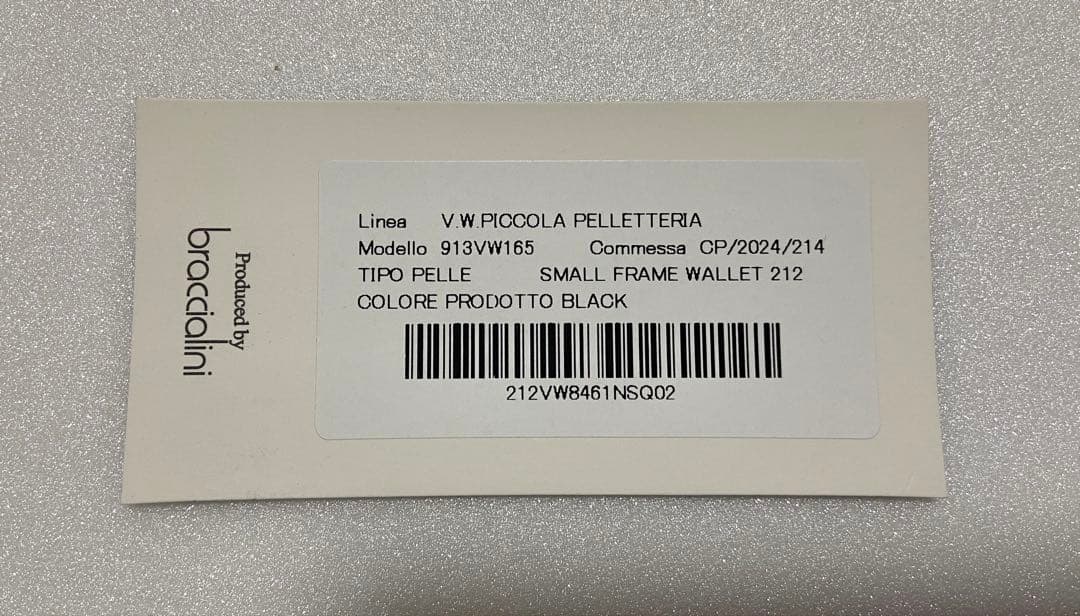 Produced by
braccialini
Linea V.W.PICCOLA PELLETTERIA
Modello 913VW165 Commessa CP/2024/214
TIPO PELLE SMALL FRAME WALLET 212
COLORE PRODOTTO BLACK
212VW8461NSQ02